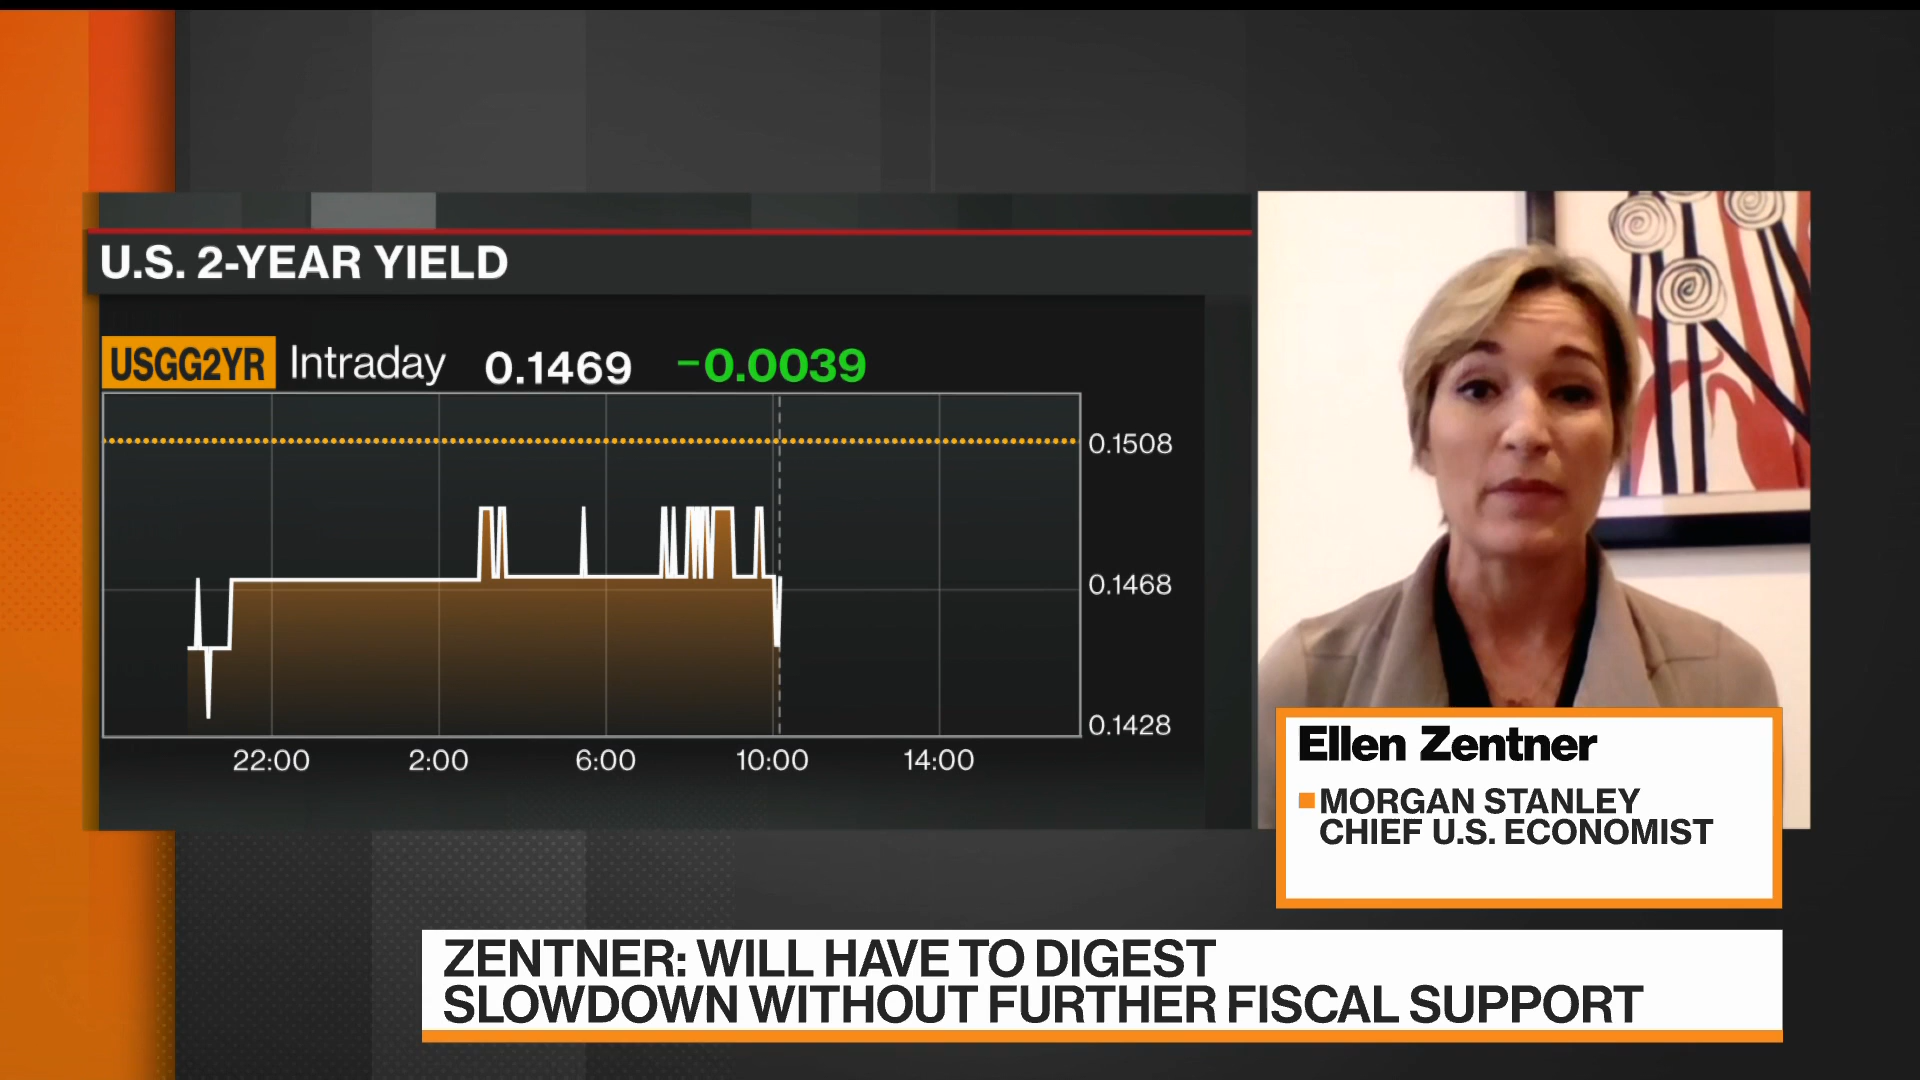 U.S. 2-YEAR YIELD
USGG2YR Intraday 0.1469 -0.0039
0.1508
0.1468
0.1428
22:00 2:00 6:00 10:00 14:00
Ellen Zentner
MORGAN STANLEY
CHIEF U.S. ECONOMIST
ZENTNER: WILL HAVE TO DIGEST
SLOWDOWN WITHOUT FURTHER FISCAL SUPPORT